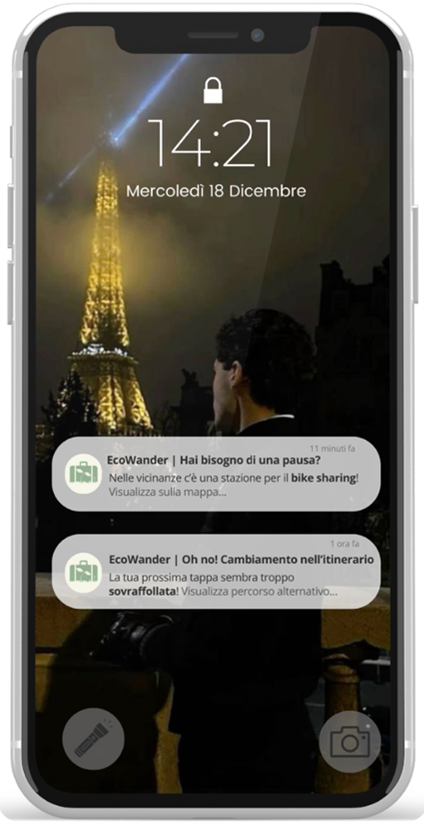 14:21
Mercoledì 18 Dicembre
11 minuti fa
EcoWander | Hai bisogno di una pausa?
Nelle vicinanze c'è una stazione per il bike sharing!
Visualizza sulla mappa...
1 ora fa
EcoWander | Oh no! Cambiamento nell'itinerario
La tua prossima tappa sembra troppo
sovraffollata! Visualizza percorso alternativo...